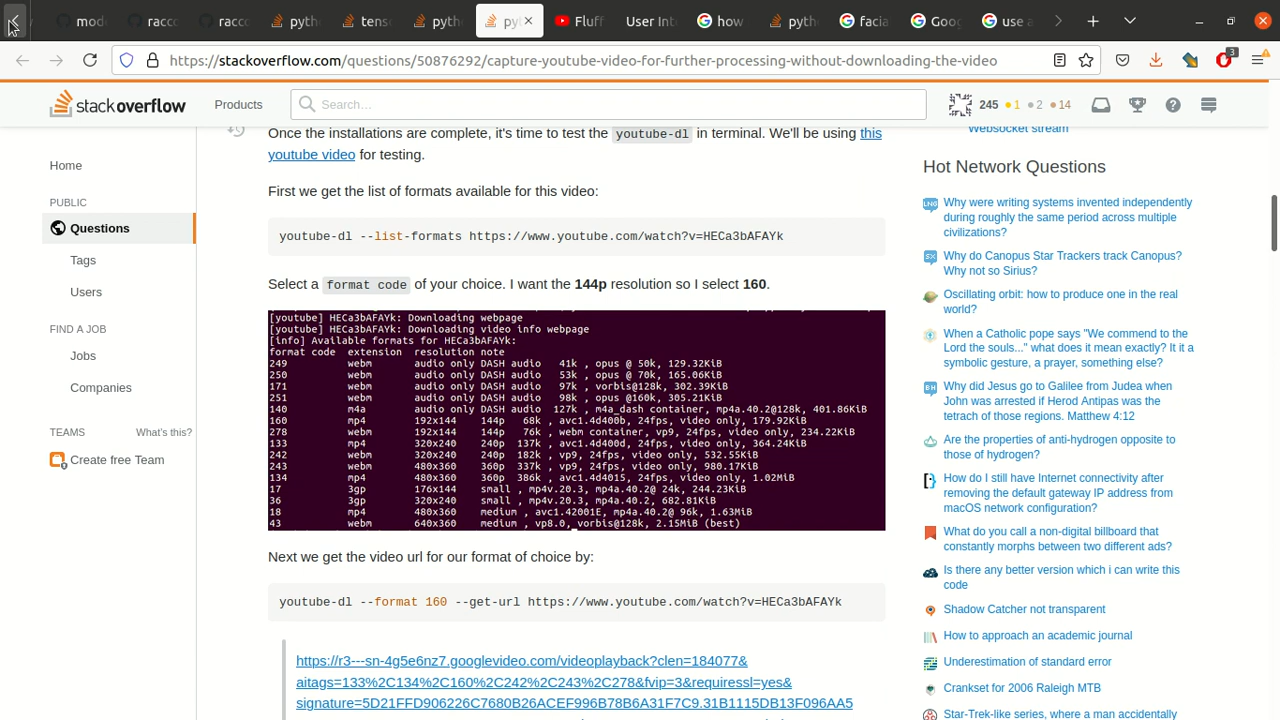 mod
racco
racco
pyth
tens
pyth
py
Fluff
User Int
how
pyth
facia
Goo
use a
https://stackoverflow.com/questions/50876292/capture-youtube-video-for-further-processing-without-downloading-the-video
3
stackoverflow
Products
Search...
245 1 2 14
Home
PUBLIC
Questions
Tags
Users
FIND A JOB
Jobs
Companies
TEAMS What's this?
Create free Team
Once the installations are complete, it's time to test the youtube-dl in terminal. We'll be using this
youtube video for testing.
First we get the list of formats available for this video:
youtube-dl --list-formats https://www.youtube.com/watch?v=HECa3bAFAYk
Select a format code of your choice. I want the 144p resolution so I select 160.
[youtube] HECa3bAFAYk: Downloading webpage
[youtube] HECa3bAFAYk: Downloading video info webpage
[info] Available formats for HECa3bAFAYk:
format code extension resolution note
249 webm audio only DASH audio 41k , opus @ 50k, 129.32KiB
250 webm audio only DASH audio 53k , opus @ 70k, 165.06KiB
171 webm audio only DASH audio 97k , vorbis@128k, 302.39KiB
251 webm audio only DASH audio 98k , opus @160k, 305.21KiB
140 m4a audio only DASH audio 127k , m4a_dash container, mp4a.40.2@128k, 401.86KiB
160 mp4 192x144 144p 68k , avc1.4d400b, 24fps, video only, 179.92KiB
278 webm 192x144 144p 76k , webm container, vp9, 24fps, video only, 234.22KiB
133 mp4 320x240 240p 137k , avc1.4d400d, 24fps, video only, 364.24KiB
242 webm 320x240 240p 182k , vp9, 24fps, video only, 532.55KiB
243 webm 480x360 360p 337k , vp9, 24fps, video only, 980.17KiB
134 mp4 480x360 360p 386k , avc1.4d4015, 24fps, video only, 1.02MiB
17 3gp 176x144 small , mp4v.20.3, mp4a.40.2@ 24k, 244.23KiB
36 3gp 320x240 small , mp4v.20.3, mp4a.40.2, 682.81KiB
18 mp4 480x360 medium , avc1.42001E, mp4a.40.2@ 96k, 1.63MiB
43 webm 640x360 medium , vp8.0, vorbis@128k, 2.15MiB (best)
Next we get the video url for our format of choice by:
youtube-dl --format 160 --get-url https://www.youtube.com/watch?v=HECa3bAFAYk
https://r3---sn-4g5e6nz7.googlevideo.com/videoplayback?clen=184077&
aitags=133%2C134%2C160%2C242%2C243%2C278&fvip=3&requiressl=yes&
signature=5D21FFD906226C7680B26ACEF996B78B6A31F7C9.31B1115DB13F096AA5
Websocket stream
Hot Network Questions
Why were writing systems invented independently
during roughly the same period across multiple
civilizations?
Why do Canopus Star Trackers track Canopus?
Why not so Sirius?
Oscillating orbit: how to produce one in the real
world?
When a Catholic pope says "We commend to the
Lord the souls..." what does it mean exactly? It it a
symbolic gesture, a prayer, something else?
Why did Jesus go to Galilee from Judea when
John was arrested if Herod Antipas was the
tetrach of those regions. Matthew 4:12
Are the properties of anti-hydrogen opposite to
those of hydrogen?
How do I still have Internet connectivity after
removing the default gateway IP address from
macOS network configuration?
What do you call a non-digital billboard that
constantly morphs between two different ads?
Is there any better version which i can write this
code
Shadow Catcher not transparent
How to approach an academic journal
Underestimation of standard error
Crankset for 2006 Raleigh MTB
Star-Trek-like series, where a man accidentally